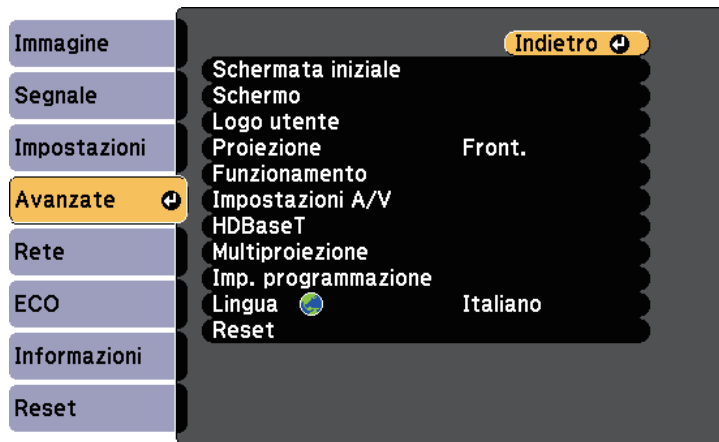 Immagine
Segnale
Impostazioni
Avanzate
Rete
ECO
Informazioni
Reset
Indietro
Schermata iniziale
Schermo
Logo utente
Proiezione Front.
Funzionamento
Impostazioni A/V
HDBaseT
Multiproiezione
Imp. programmazione
Lingua Italiano
Reset